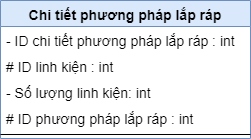 Chi tiết phương pháp lắp ráp
- ID chi tiết phương pháp lắp ráp : int
# ID linh kiện : int
- Số lượng linh kiện: int
# ID phương pháp lắp ráp : int